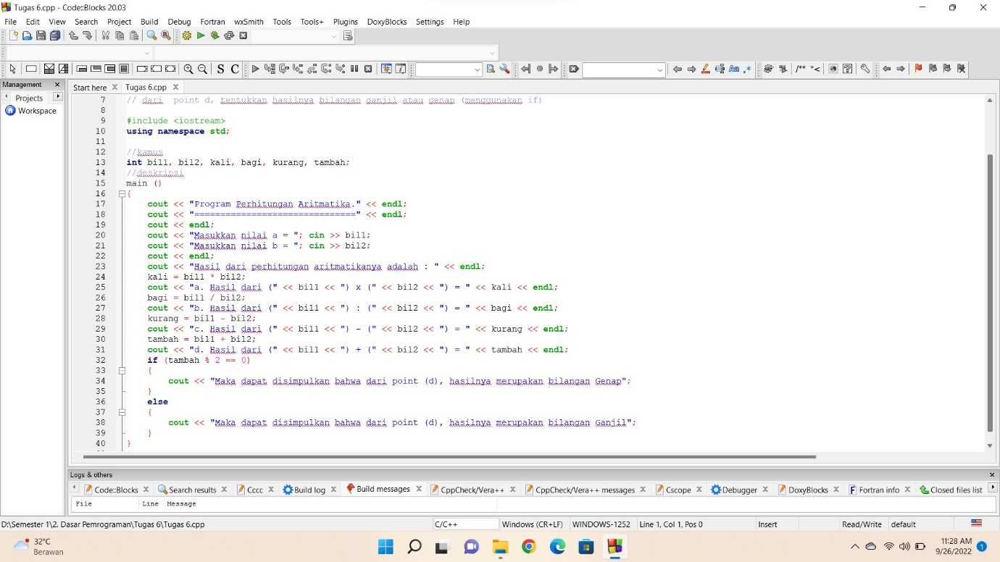 Tugas 6.cpp - Code::Blocks 20.03
File Edit View Search Project Build Debug Fortran wxSmith Tools Tools+ Plugins DoxyBlocks Settings Help
S C /** *< Aa .*
Management
Projects
Workspace
Start here Tugas 6.cpp
7 // dari point d, tentukkan hasilnya bilangan ganjil atau genap (menggunakan if)
8
9 #include <iostream>
10 using namespace std;
11
12 //kamus
13 int bil1, bil2, kali, bagi, kurang, tambah;
14 //deskripsi
15 main ()
16 {
17 cout << "Program Perhitungan Aritmatika." << endl;
18 cout << "===============================" << endl;
19 cout << endl;
20 cout << "Masukkan nilai a = "; cin >> bil1;
21 cout << "Masukkan nilai b = "; cin >> bil2;
22 cout << endl;
23 cout << "Hasil dari perhitungan aritmatikanya adalah : " << endl;
24 kali = bil1 * bil2;
25 cout << "a. Hasil dari (" << bil1 << ") x (" << bil2 << ") = " << kali << endl;
26 bagi = bil1 / bil2;
27 cout << "b. Hasil dari (" << bil1 << ") : (" << bil2 << ") = " << bagi << endl;
28 kurang = bil1 - bil2;
29 cout << "c. Hasil dari (" << bil1 << ") - (" << bil2 << ") = " << kurang << endl;
30 tambah = bil1 + bil2;
31 cout << "d. Hasil dari (" << bil1 << ") + (" << bil2 << ") = " << tambah << endl;
32 if (tambah % 2 == 0)
33 {
34 cout << "Maka dapat disimpulkan bahwa dari point (d), hasilnya merupakan bilangan Genap";
35 }
36 else
37 {
38 cout << "Maka dapat disimpulkan bahwa dari point (d), hasilnya merupakan bilangan Ganjil";
39 }
40 }
Logs & others
Code::Blocks Search results Cccc Build log Build messages CppCheck/Vera++ CppCheck/Vera++ messages Cscope Debugger DoxyBlocks Fortran info Closed files list
File Line Message
D:\Semester 1\2. Dasar Pemrograman\Tugas 6\Tugas 6.cpp C/C++ Windows (CR+LF) WINDOWS-1252 Line 1, Col 1, Pos 0 Insert Read/Write default
32°C
Berawan
11:28 AM
9/26/2022
1